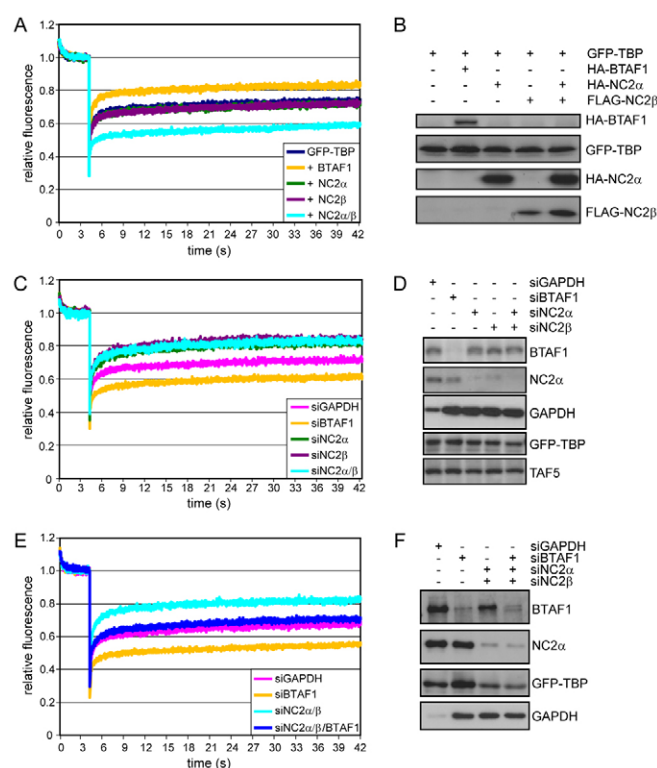 A
relative fluorescence
1.2
1.0
0.8
0.6
0.4
0.2
0
0 3 6 9 12 15 18 21 24 27 30 33 36 39 42
time (s)
GFP-TBP
+ BTAF1
+ NC2α
+ NC2β
+ NC2α/β
B
+ + + + + GFP-TBP
- + - - - HA-BTAF1
- - + - + HA-NC2α
- - - + + FLAG-NC2β
HA-BTAF1
GFP-TBP
HA-NC2α
FLAG-NC2β
C
relative fluorescence
1.2
1.0
0.8
0.6
0.4
0.2
0
0 3 6 9 12 15 18 21 24 27 30 33 36 39 42
time (s)
siGAPDH
siBTAF1
siNC2α
siNC2β
siNC2α/β
D
+ - - - - siGAPDH
- + - - - siBTAF1
- - + - + siNC2α
- - - + + siNC2β
BTAF1
NC2α
GAPDH
GFP-TBP
TAF5
E
relative fluorescence
1.2
1.0
0.8
0.6
0.4
0.2
0
0 3 6 9 12 15 18 21 24 27 30 33 36 39 42
time (s)
siGAPDH
siBTAF1
siNC2α/β
siNC2α/β/BTAF1
F
+ - - - siGAPDH
- + - + siBTAF1
- - + + siNC2α
- - + + siNC2β
BTAF1
NC2α
GFP-TBP
GAPDH